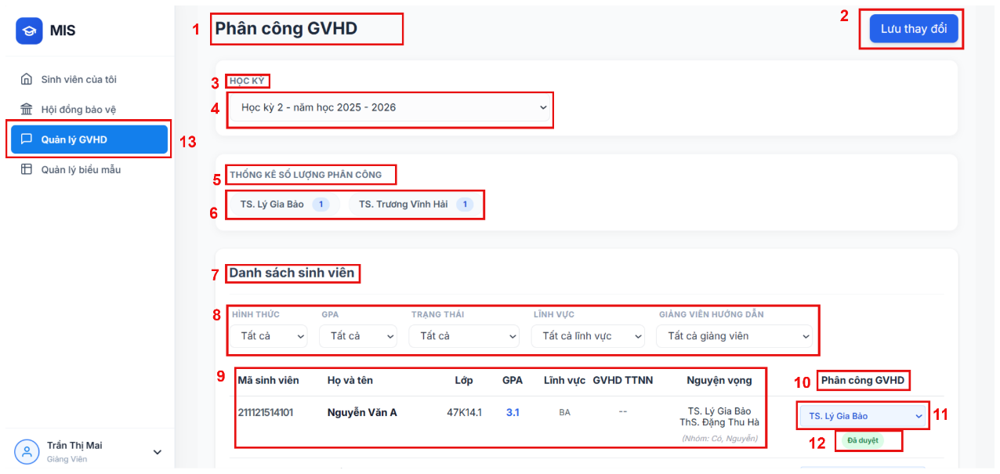 MIS
Sinh viên của tôi
Hội đồng bảo vệ
Quản lý GVHD
13
Quản lý biểu mẫu
Trần Thị Mai
Giảng Viên
1
Phân công GVHD
2
Lưu thay đổi
3
HỌC KỲ
4
Học kỳ 2 - năm học 2025 - 2026
5
THỐNG KÊ SỐ LƯỢNG PHÂN CÔNG
6
TS. Lý Gia Bảo 1 TS. Trương Vĩnh Hải 1
7
Danh sách sinh viên
8
HÌNH THỨC GPA TRẠNG THÁI LĨNH VỰC GIẢNG VIÊN HƯỚNG DẪN
Tất cả Tất cả Tất cả Tất cả lĩnh vực Tất cả giảng viên
9
Mã sinh viên Họ và tên Lớp GPA Lĩnh vực GVHD TTNN Nguyện vọng
10
Phân công GVHD
211121514101 Nguyễn Văn A 47K14.1 3.1 BA -- TS. Lý Gia Bảo
ThS. Đặng Thu Hà
(Nhóm: Có, Nguyễn)
TS. Lý Gia Bảo
11
12
Đã duyệt